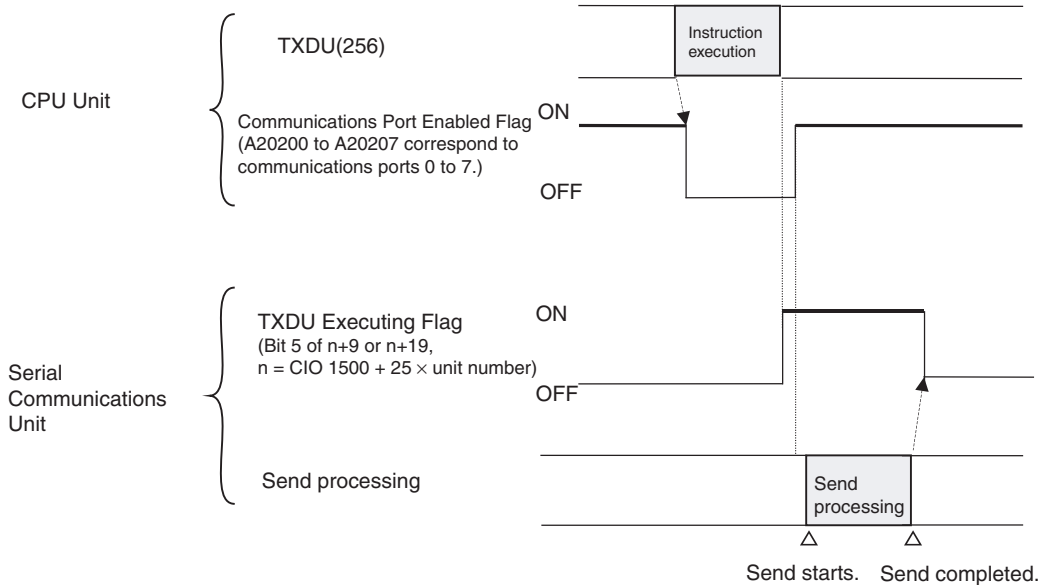 CPU Unit
TXDU(256)
Instruction
execution
Communications Port Enabled Flag
(A20200 to A20207 correspond to
communications ports 0 to 7.)
ON
OFF
Serial
Communications
Unit
TXDU Executing Flag
(Bit 5 of n+9 or n+19,
n = CIO 1500 + 25 × unit number)
ON
OFF
Send processing
Send
processing
Send starts.
Send completed.